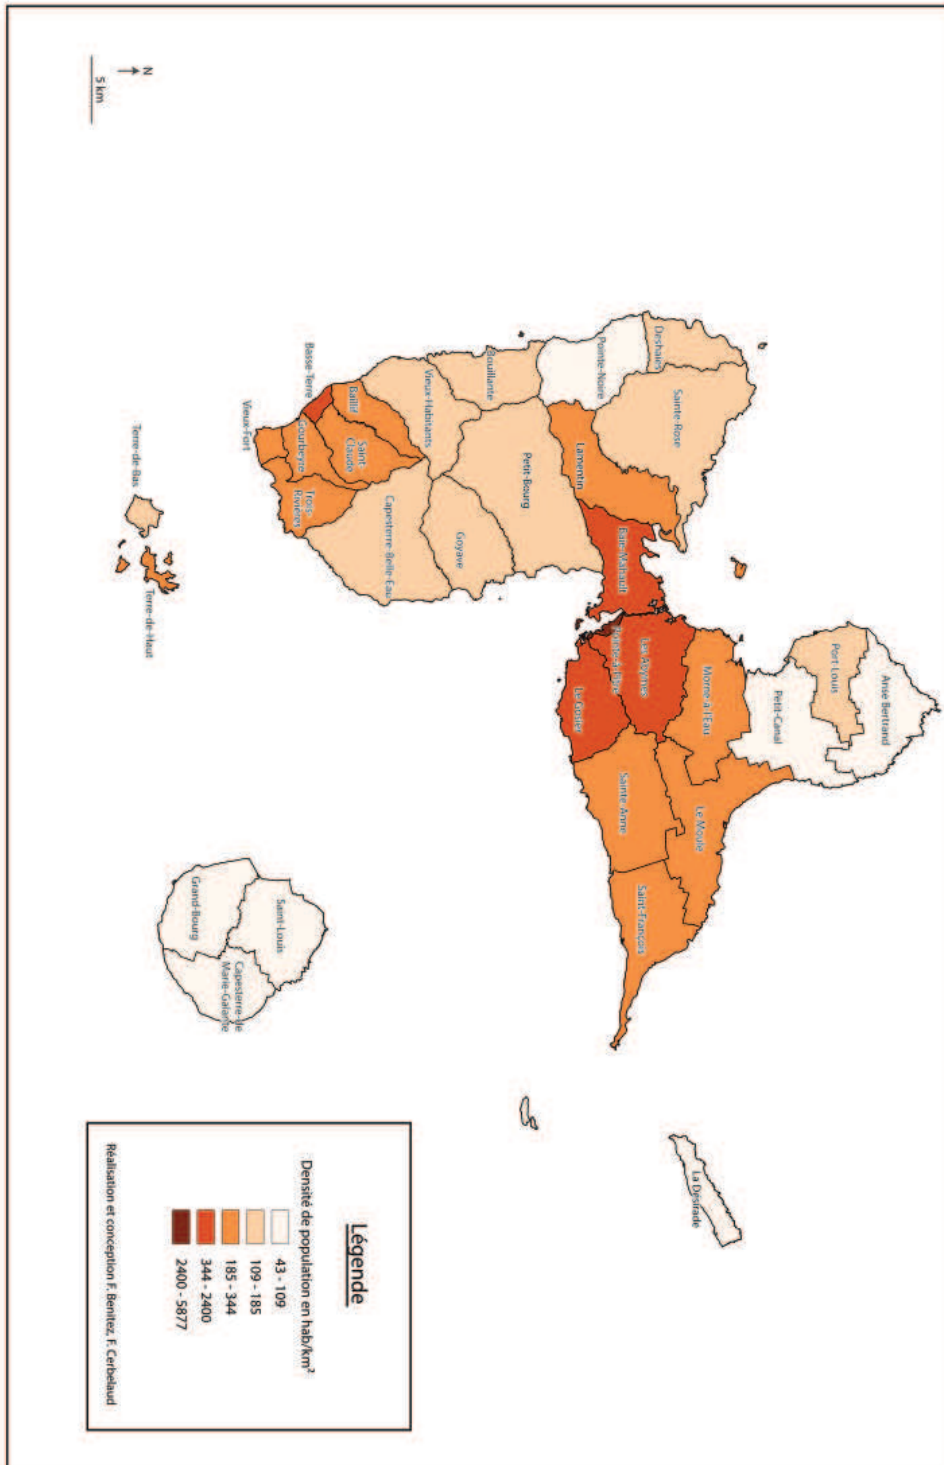 Anse Bertrand
Port-Louis
Petit-Canal
Morne-à-l'Eau
Le Moule
Les Abymes
Pointe-à-Pitre
Le Gosier
Sainte-Anne
Saint-François
La Désirade
Deshaies
Sainte-Rose
Pointe-Noire
Lamentin
Baie-Mahault
Bouillante
Petit-Bourg
Vieux-Habitants
Goyave
Capesterre-Belle-Eau
Baillif
Saint-
Claude
Basse-Terre
Gourbeyre
Trois-
Rivières
Vieux-Fort
Terre-de-Bas
Terre-de-Haut
Saint-Louis
Grand-Bourg
Capesterre-de
Marie-Galante
N
5 km
Légende
Densité de population en hab/km²
43 - 109
109 - 185
185 - 344
344 - 2400
2400 - 5877
Réalisation et conception F. Benitez, F. Cerbelaud